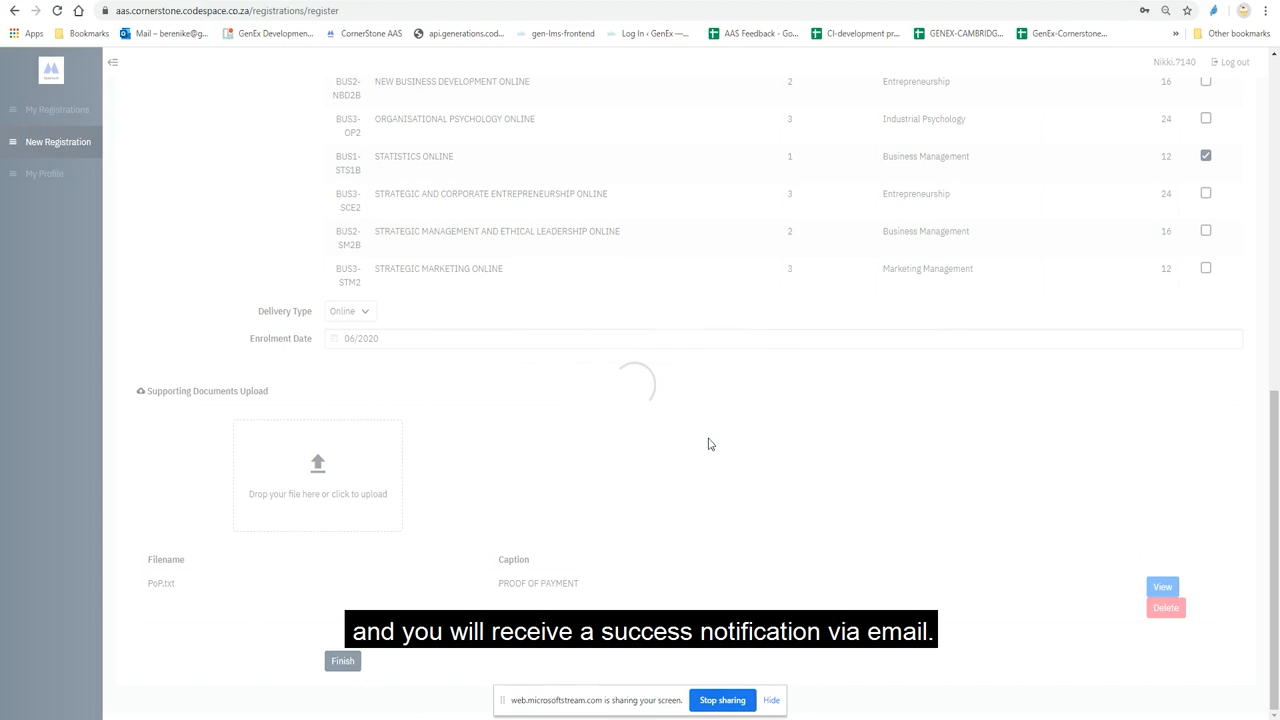 aas.cornerstone.codespace.co.za/registrations/register
Apps Bookmarks Mail – berenike@g... GenEx Developmen... CornerStone AAS api.generations.cod... gen-lms-frontend Log In ‹ GenEx —... AAS Feedback - Go... CI-development pr... GENEX-CAMBRIDG... GenEx-Cornerstone... » Other bookmarks
Nikki.7140 Log out
My Registrations
New Registration
My Profile
BUS2-NBD2B NEW BUSINESS DEVELOPMENT ONLINE 2 Entrepreneurship 16
BUS3-OP2 ORGANISATIONAL PSYCHOLOGY ONLINE 3 Industrial Psychology 24
BUS1-STS1B STATISTICS ONLINE 1 Business Management 12
BUS3-SCE2 STRATEGIC AND CORPORATE ENTREPRENEURSHIP ONLINE 3 Entrepreneurship 24
BUS2-SM2B STRATEGIC MANAGEMENT AND ETHICAL LEADERSHIP ONLINE 2 Business Management 16
BUS3-STM2 STRATEGIC MARKETING ONLINE 3 Marketing Management 12
Delivery Type Online
Enrolment Date 06/2020
Supporting Documents Upload
Drop your file here or click to upload
Filename Caption
PoP.txt PROOF OF PAYMENT View
Delete
and you will receive a success notification via email.
Finish
web.microsoftstream.com is sharing your screen. Stop sharing Hide